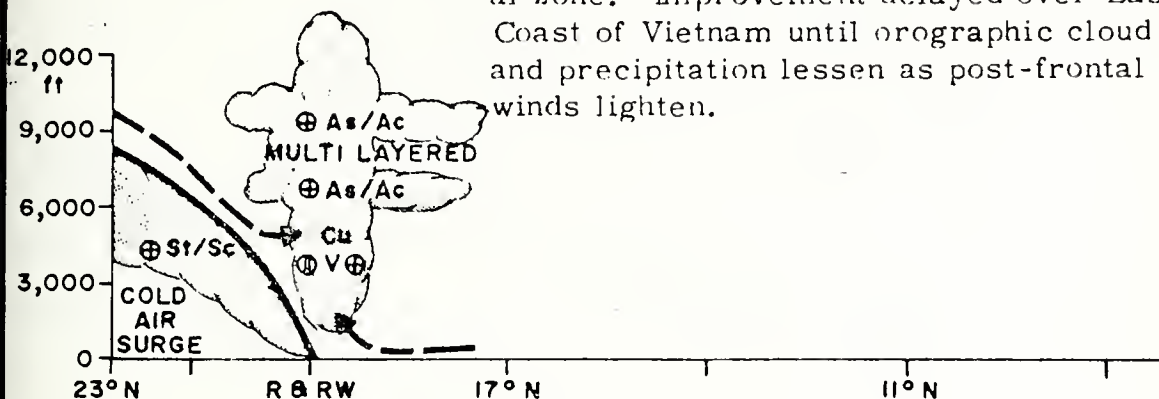 Coast of Vietnam until orographic cloud
and precipitation lessen as post-frontal
winds lighten.
12,000
ft
9,000
6,000
3,000
0
⊕ As/Ac
MULTI LAYERED
⊕ As/Ac
Cu
⦶ V ⊕
⊕ St/Sc
COLD
AIR
SURGE
23°N
R & RW
17°N
11°N